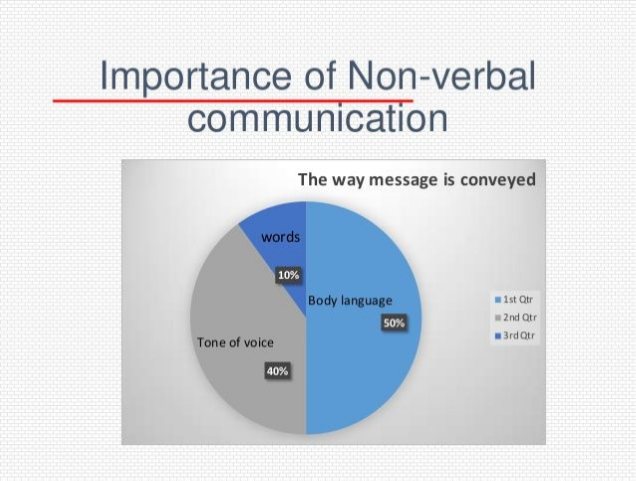 Importance of Non-verbal
communication
The way message is conveyed
words
10%
Body language
50%
Tone of voice
40%
1st Qtr
2nd Qtr
3rd Qtr